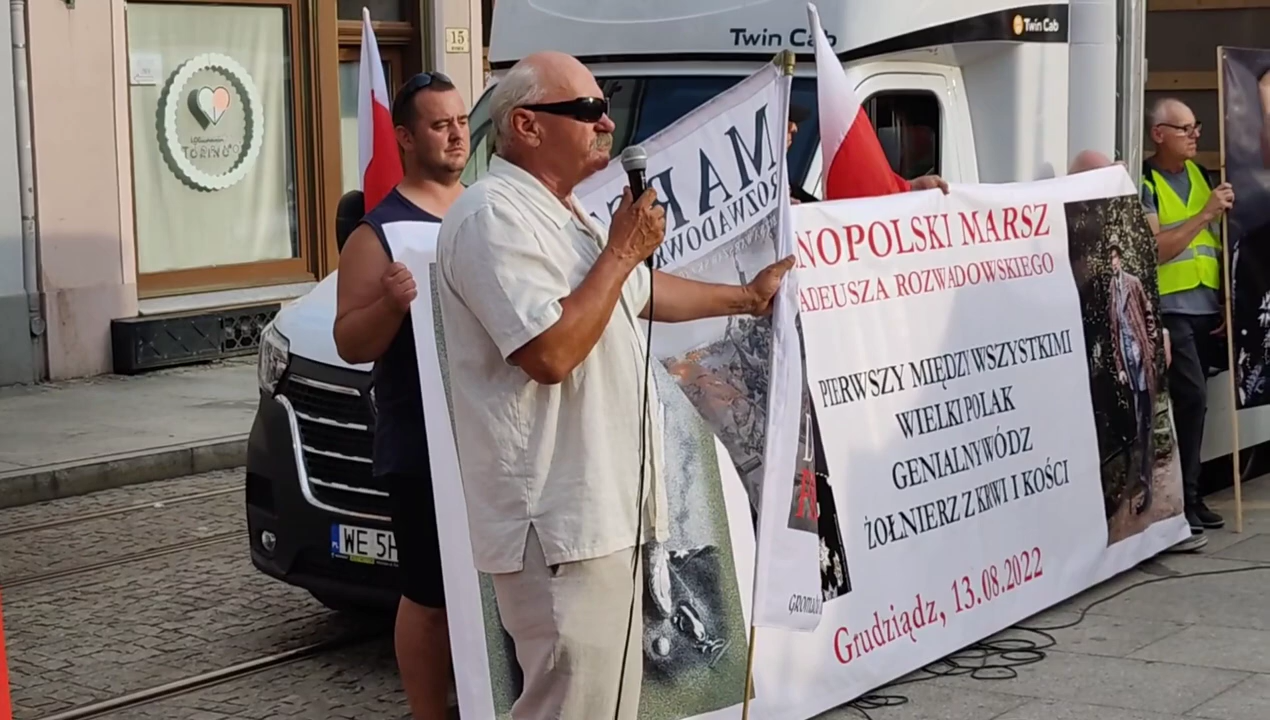 15
Twin Cab
Twin Cab
TORINO
MAR
ROZWADOW
NOPOLSKI MARSZ
ADEUSZA ROZWADOWSKIEGO
PIERWSZY MIĘDZY WSZYSTKIMI
WIELKI POLAK
GENIALNY WÓDZ
ŻOŁNIERZ Z KRWI I KOŚCI
Grudziądz, 13.08.2022
WE 5H